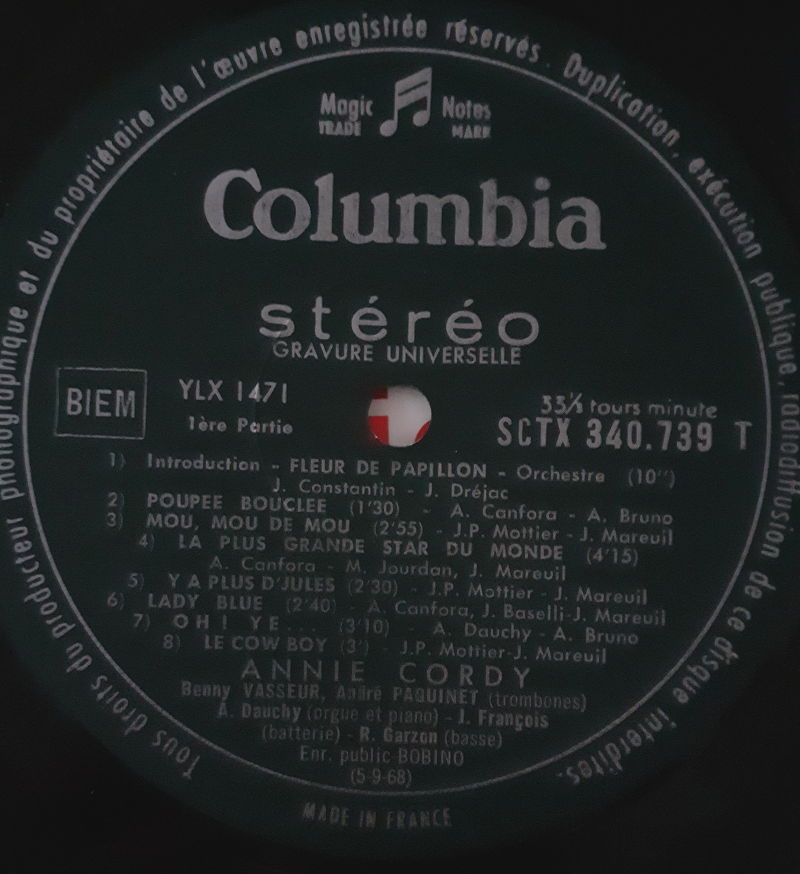 Tous droits du producteur phonographique et du propriétaire de l'œuvre enregistrée réservés. Duplication, exécution publique, radiodiffusion de ce disque interdites.
Magic Notes
TRADE MARK
Columbia
stéréo
GRAVURE UNIVERSELLE
BIEM
YLX 1471
1ère Partie
33⅓ tours minute
SCTX 340.739 T
1) Introduction - FLEUR DE PAPILLON - Orchestre (10")
J. Constantin - J. Dréjac
2) POUPEE BOUCLEE (1'30) - A. Canfora - A. Bruno
3) MOU, MOU DE MOU (2'55) - J.P. Mottier - J. Mareuil
4) LA PLUS GRANDE STAR DU MONDE (4'15)
A. Canfora - M. Jourdan, J. Mareuil
5) Y A PLUS D'JULES (2'30) - J.P. Mottier - J. Mareuil
6) LADY BLUE (2'40) - A. Canfora, J. Baselli-J. Mareuil
7) OH! YE... (3'10) - A. Dauchy - A. Bruno
8) LE COW BOY (3') - J.P. Mottier-J. Mareuil
ANNIE CORDY
Benny VASSEUR, André PAQUINET (trombones)
A. Dauchy (orgue et piano) - J. François
(batterie) - R. Garzon (basse)
Enr. public BOBINO
(5-9-68)
MADE IN FRANCE